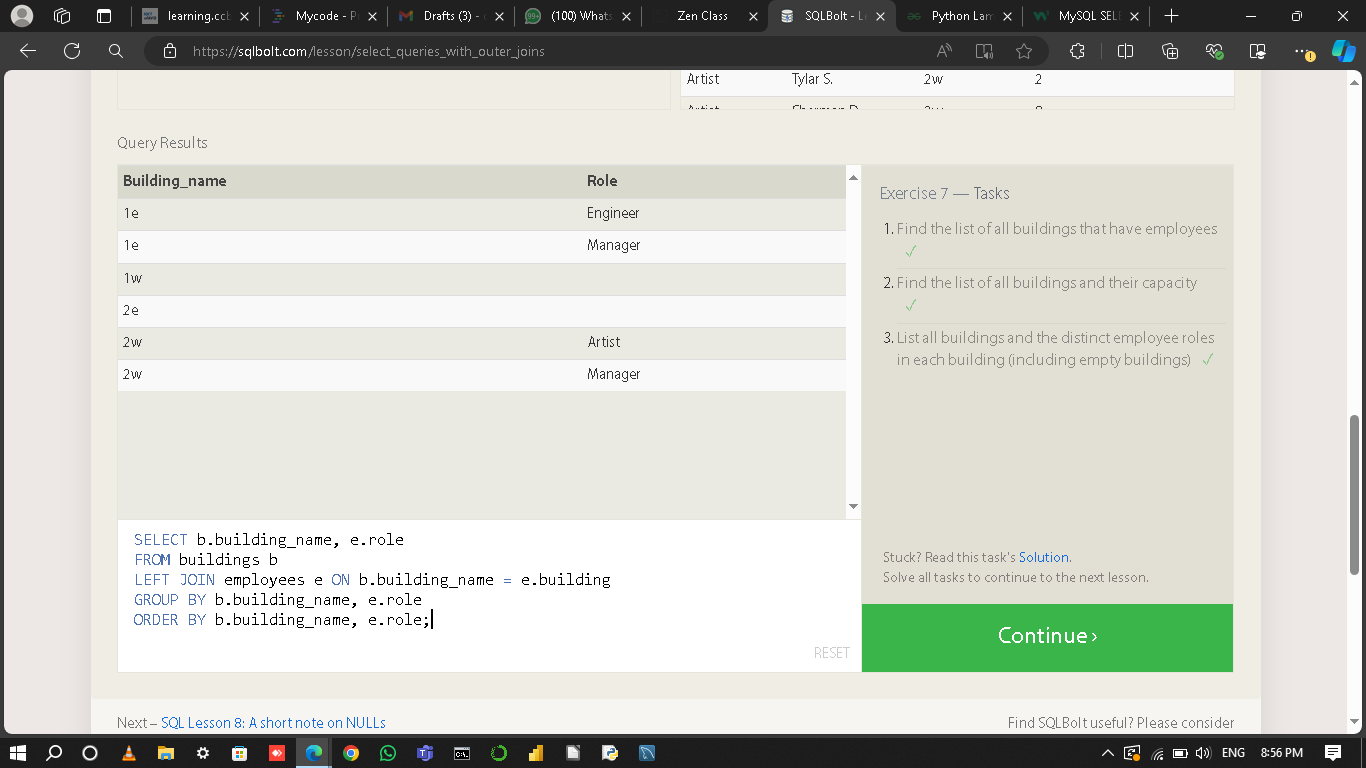 learning.ccb
Mycode - P
Drafts (3) -
(100) Whats
Zen Class
SQLBolt - L
Python Lam
MySQL SELE
https://sqlbolt.com/lesson/select_queries_with_outer_joins
Artist Tylar S. 2w 2
Query Results
Building_name Role
1e Engineer
1e Manager
1w
2e
2w Artist
2w Manager
Exercise 7 — Tasks
1. Find the list of all buildings that have employees
✓
2. Find the list of all buildings and their capacity
✓
3. List all buildings and the distinct employee roles
in each building (including empty buildings) ✓
Stuck? Read this task's Solution.
Solve all tasks to continue to the next lesson.
Continue ›
SELECT b.building_name, e.role
FROM buildings b
LEFT JOIN employees e ON b.building_name = e.building
GROUP BY b.building_name, e.role
ORDER BY b.building_name, e.role;
RESET
Next – SQL Lesson 8: A short note on NULLs
Find SQLBolt useful? Please consider
ENG 8:56 PM